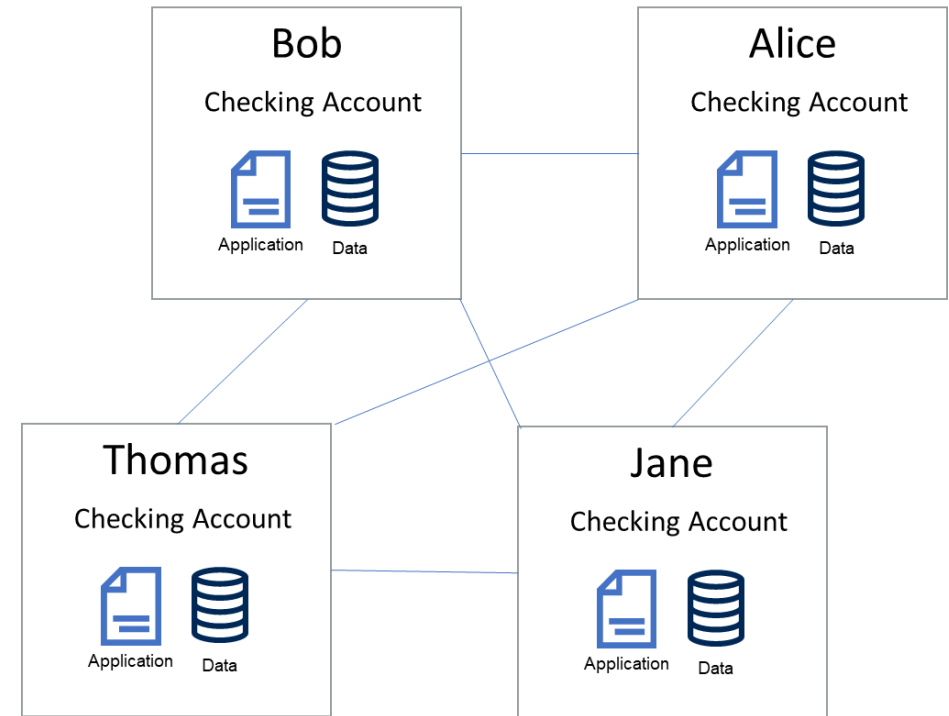 Bob
Checking Account
Application
Data
Alice
Checking Account
Application
Data
Thomas
Checking Account
Application
Data
Jane
Checking Account
Application
Data